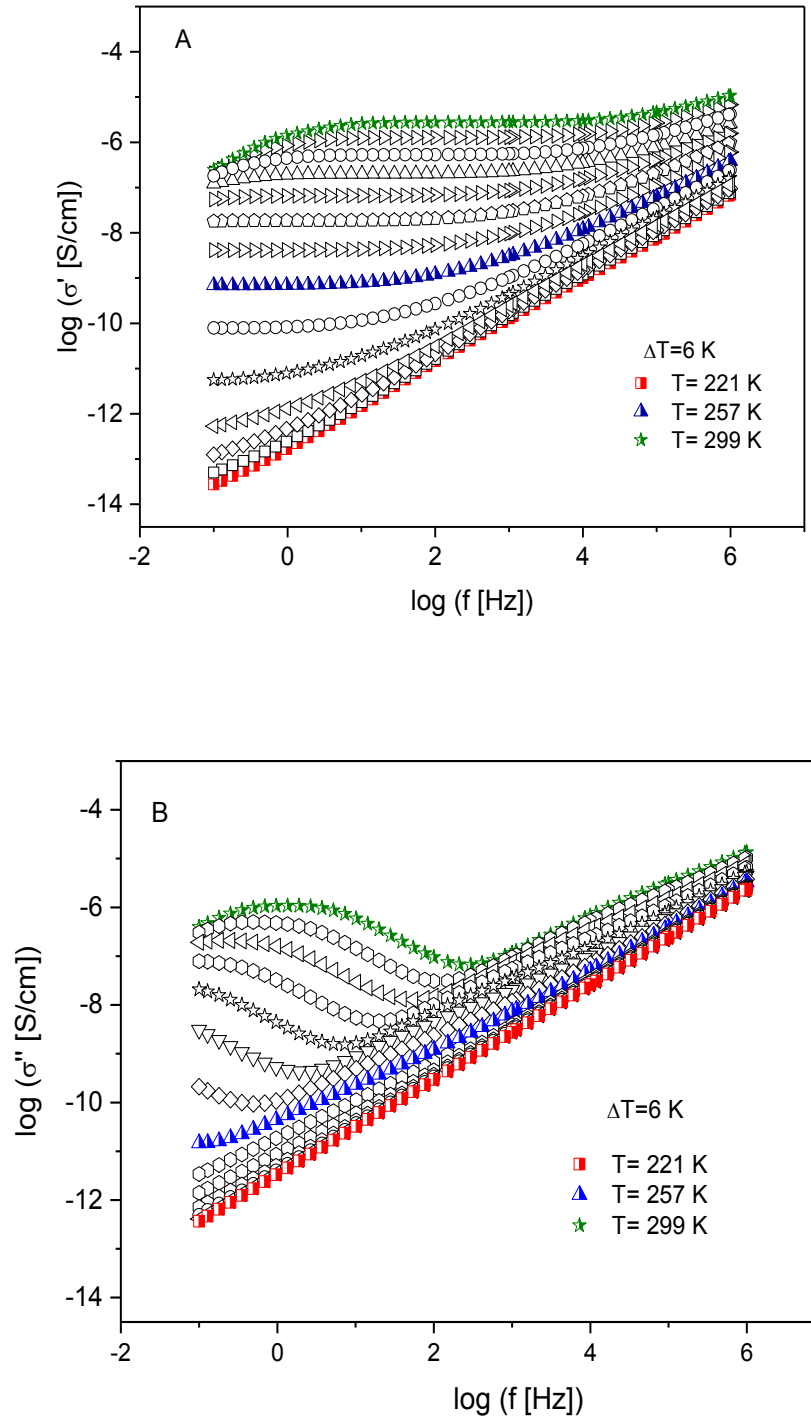 A
-4
-6
-8
-10
-12
-14
log (σ' [S/cm])
ΔT=6 K
T= 221 K
T= 257 K
T= 299 K
-2 0 2 4 6
log (f [Hz])
B
-4
-6
-8
-10
-12
-14
log (σ'' [S/cm])
ΔT=6 K
T= 221 K
T= 257 K
T= 299 K
-2 0 2 4 6
log (f [Hz])